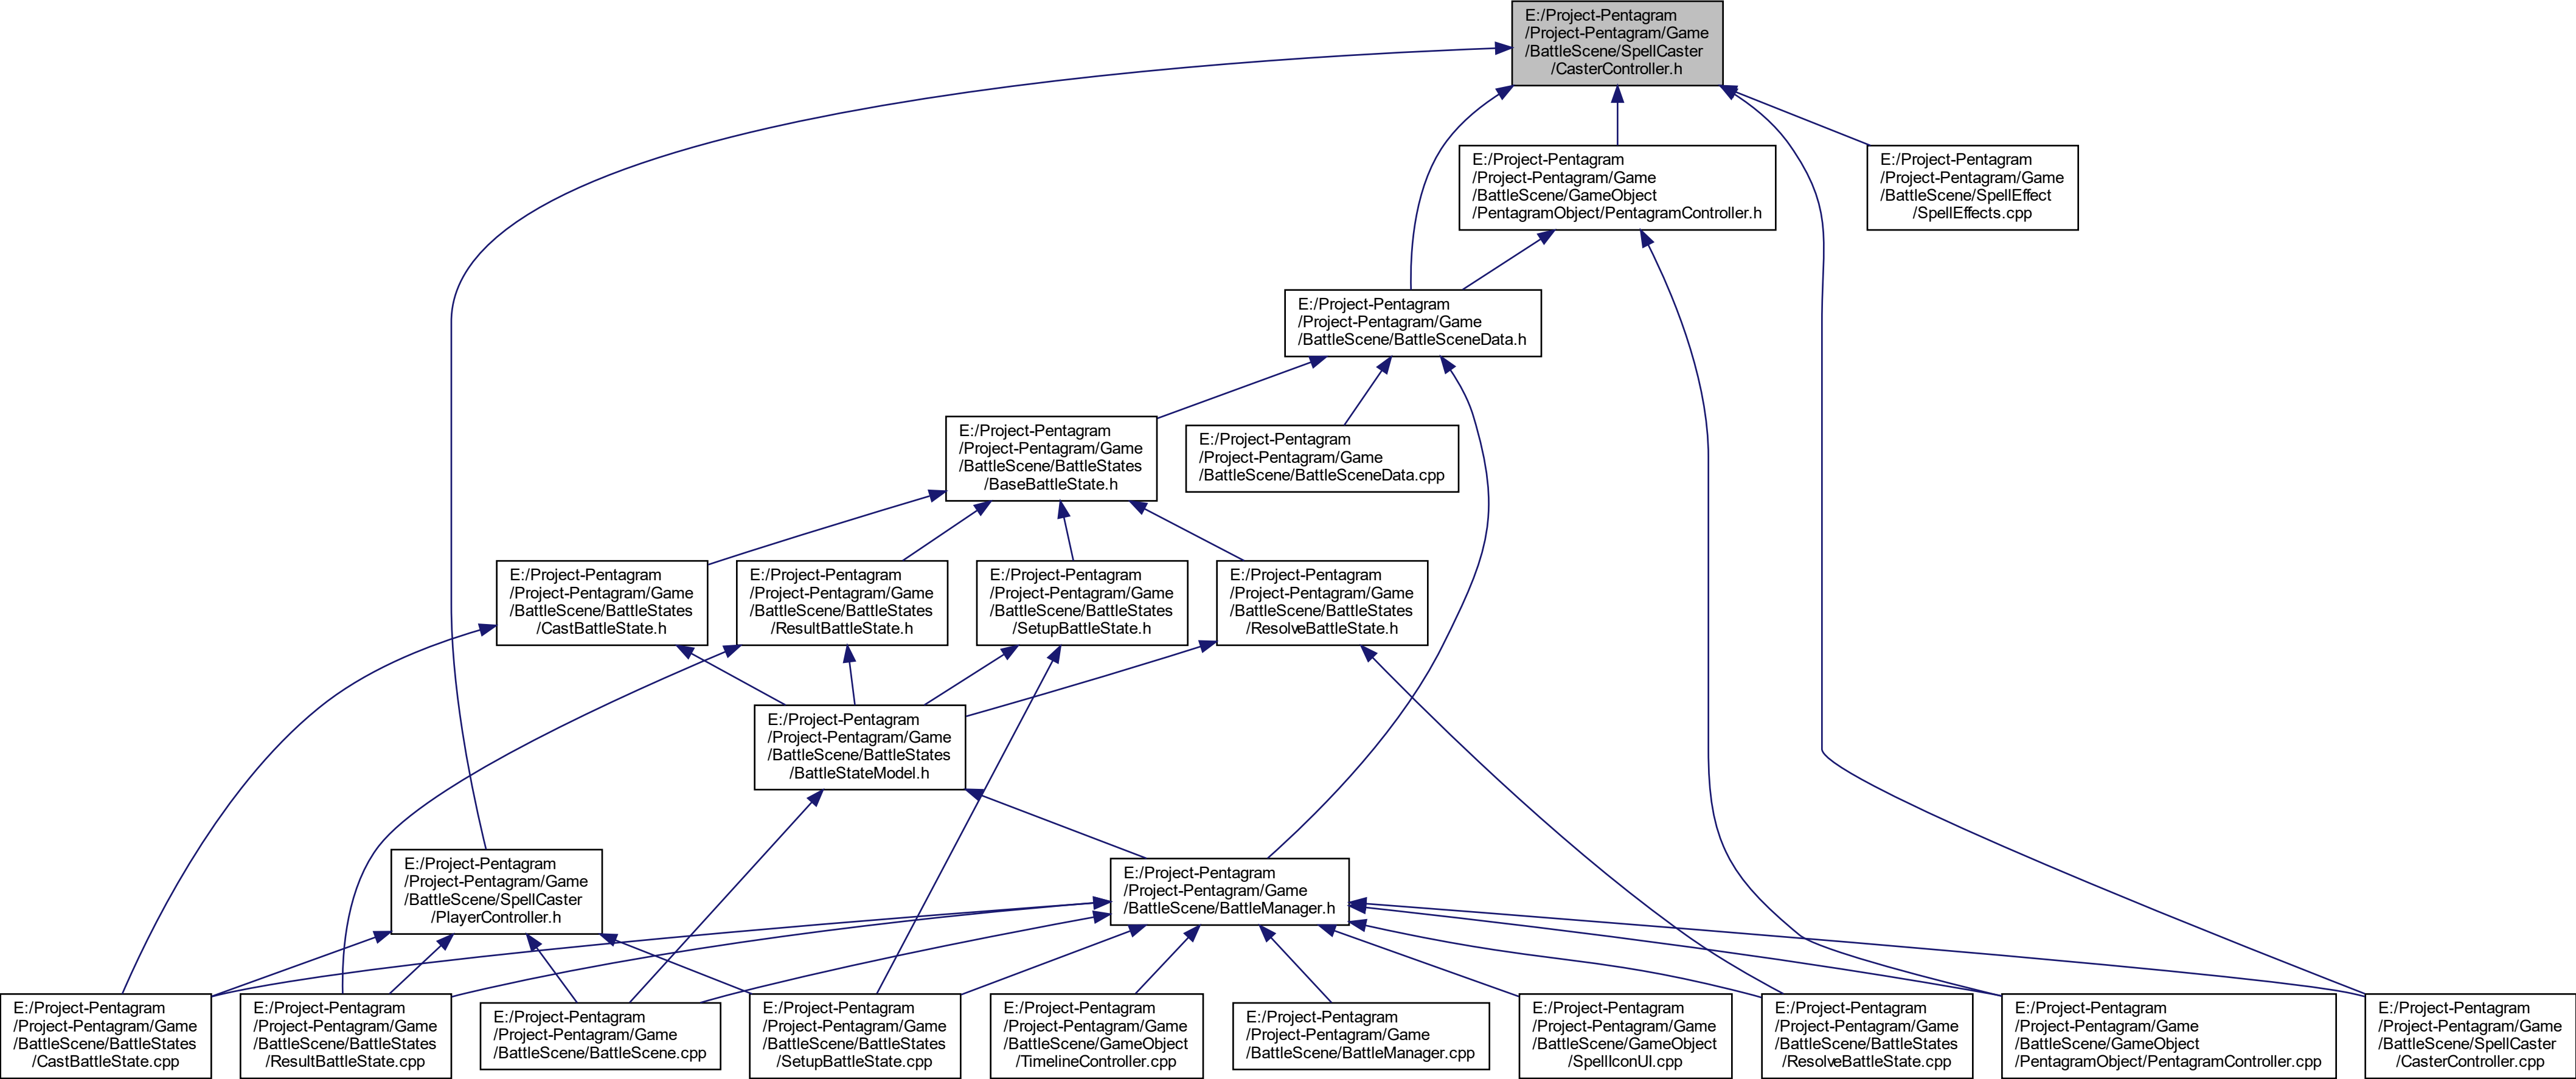 E:/Project-Pentagram
/Project-Pentagram/Game
/BattleScene/SpellCaster
/CasterController.h
E:/Project-Pentagram
/Project-Pentagram/Game
/BattleScene/GameObject
/PentagramObject/PentagramController.h
E:/Project-Pentagram
/Project-Pentagram/Game
/BattleScene/SpellEffect
/SpellEffects.cpp
E:/Project-Pentagram
/Project-Pentagram/Game
/BattleScene/BattleSceneData.h
E:/Project-Pentagram
/Project-Pentagram/Game
/BattleScene/BattleStates
/BaseBattleState.h
E:/Project-Pentagram
/Project-Pentagram/Game
/BattleScene/BattleSceneData.cpp
E:/Project-Pentagram
/Project-Pentagram/Game
/BattleScene/BattleStates
/CastBattleState.h
E:/Project-Pentagram
/Project-Pentagram/Game
/BattleScene/BattleStates
/ResultBattleState.h
E:/Project-Pentagram
/Project-Pentagram/Game
/BattleScene/BattleStates
/SetupBattleState.h
E:/Project-Pentagram
/Project-Pentagram/Game
/BattleScene/BattleStates
/ResolveBattleState.h
E:/Project-Pentagram
/Project-Pentagram/Game
/BattleScene/BattleStates
/BattleStateModel.h
E:/Project-Pentagram
/Project-Pentagram/Game
/BattleScene/SpellCaster
/PlayerController.h
E:/Project-Pentagram
/Project-Pentagram/Game
/BattleScene/BattleManager.h
E:/Project-Pentagram
/Project-Pentagram/Game
/BattleScene/BattleStates
/CastBattleState.cpp
E:/Project-Pentagram
/Project-Pentagram/Game
/BattleScene/BattleStates
/ResultBattleState.cpp
E:/Project-Pentagram
/Project-Pentagram/Game
/BattleScene/BattleScene.cpp
E:/Project-Pentagram
/Project-Pentagram/Game
/BattleScene/BattleStates
/SetupBattleState.cpp
E:/Project-Pentagram
/Project-Pentagram/Game
/BattleScene/GameObject
/TimelineController.cpp
E:/Project-Pentagram
/Project-Pentagram/Game
/BattleScene/BattleManager.cpp
E:/Project-Pentagram
/Project-Pentagram/Game
/BattleScene/GameObject
/SpellIconUI.cpp
E:/Project-Pentagram
/Project-Pentagram/Game
/BattleScene/BattleStates
/ResolveBattleState.cpp
E:/Project-Pentagram
/Project-Pentagram/Game
/BattleScene/GameObject
/PentagramObject/PentagramController.cpp
E:/Project-Pentagram
/Project-Pentagram/Game
/BattleScene/SpellCaster
/CasterController.cpp